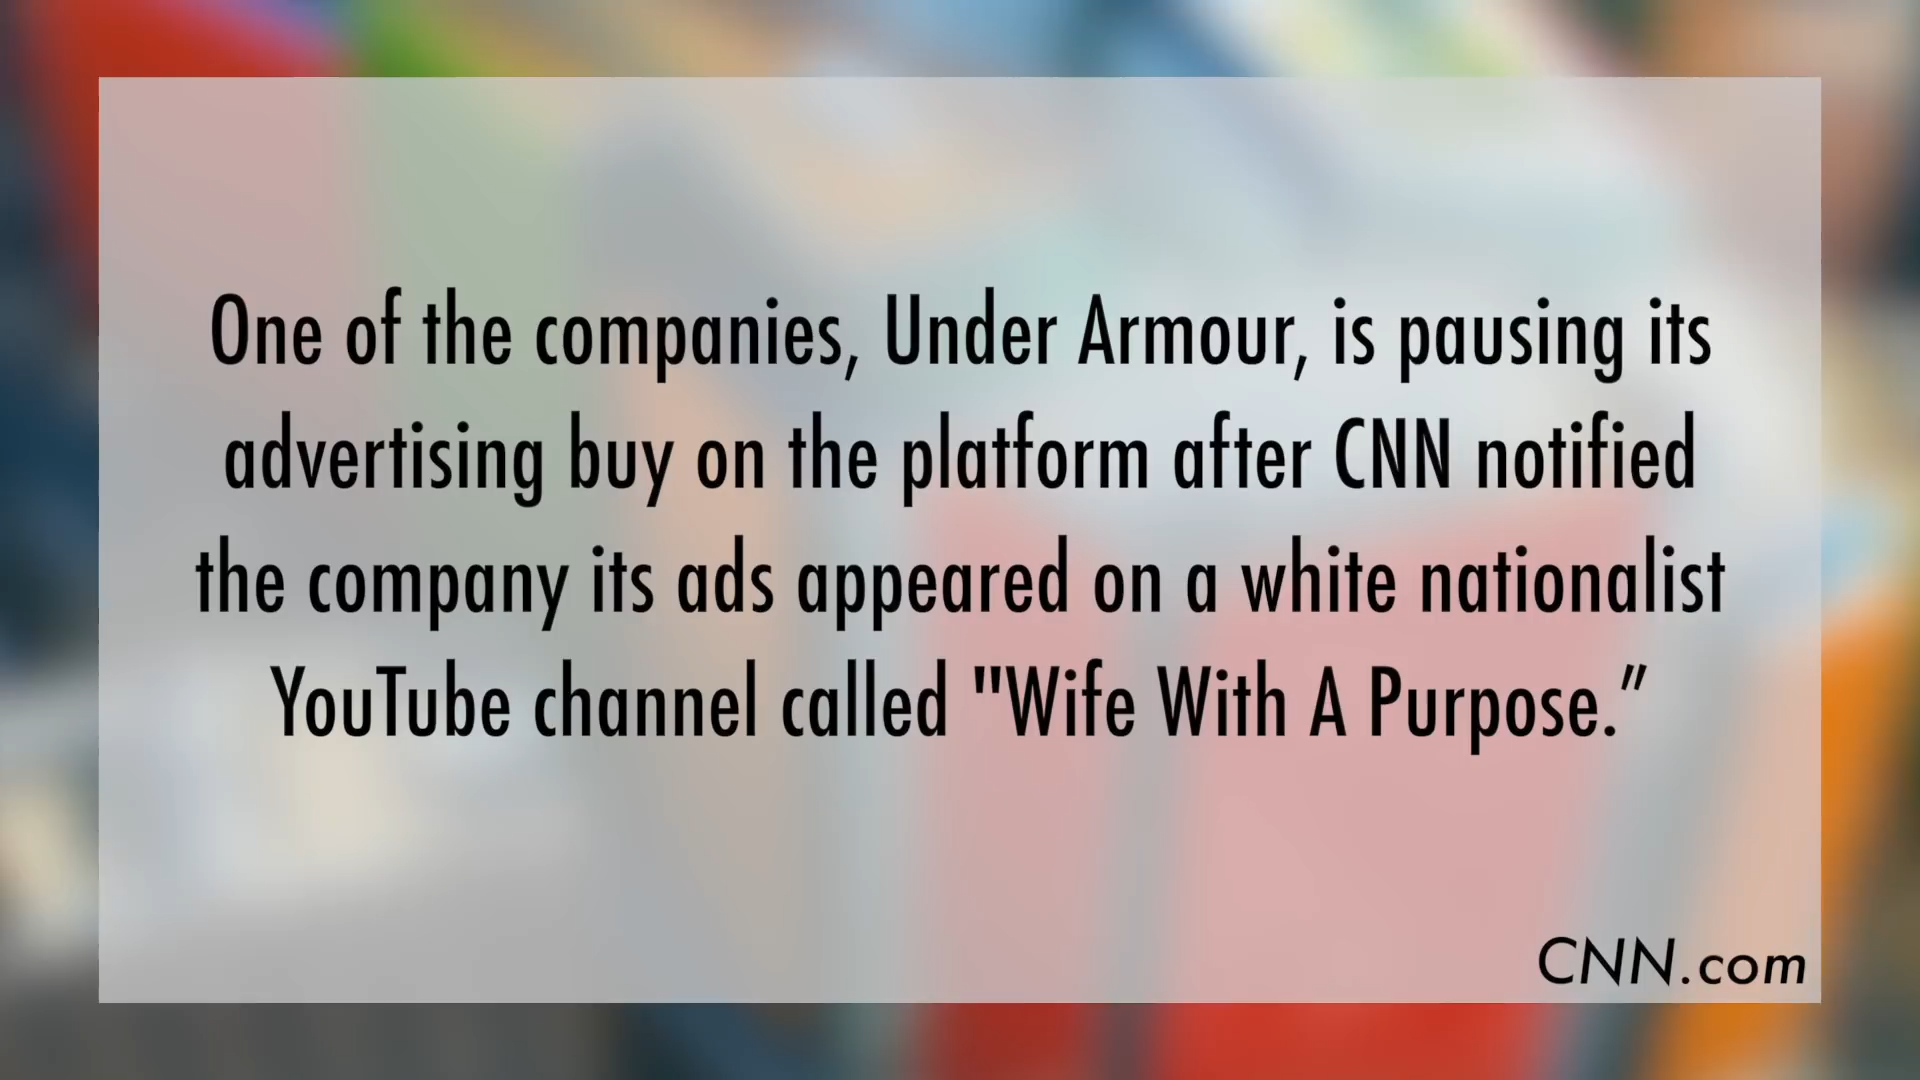 One of the companies, Under Armour, is pausing its
advertising buy on the platform after CNN notified
the company its ads appeared on a white nationalist
YouTube channel called "Wife With A Purpose.”
CNN.com